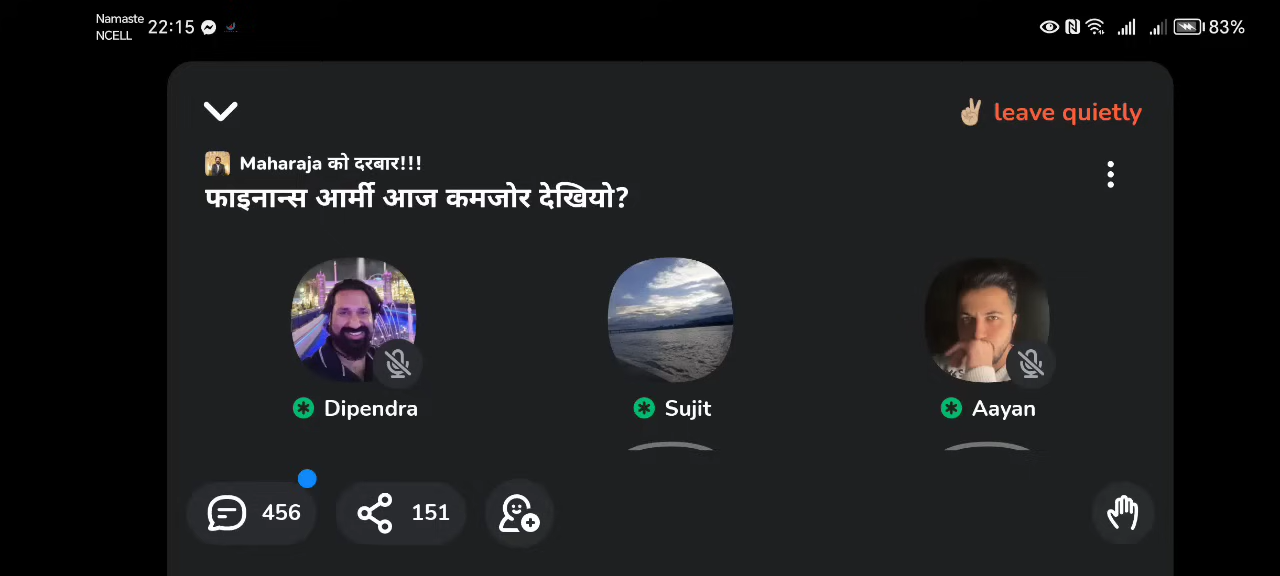 Namaste
NCELL
22:15
83%
✌🏼 leave quietly
Maharaja को दरबार!!!
फाइनान्स आर्मी आज कमजोर देखियो?
Dipendra
Sujit
Aayan
456
151